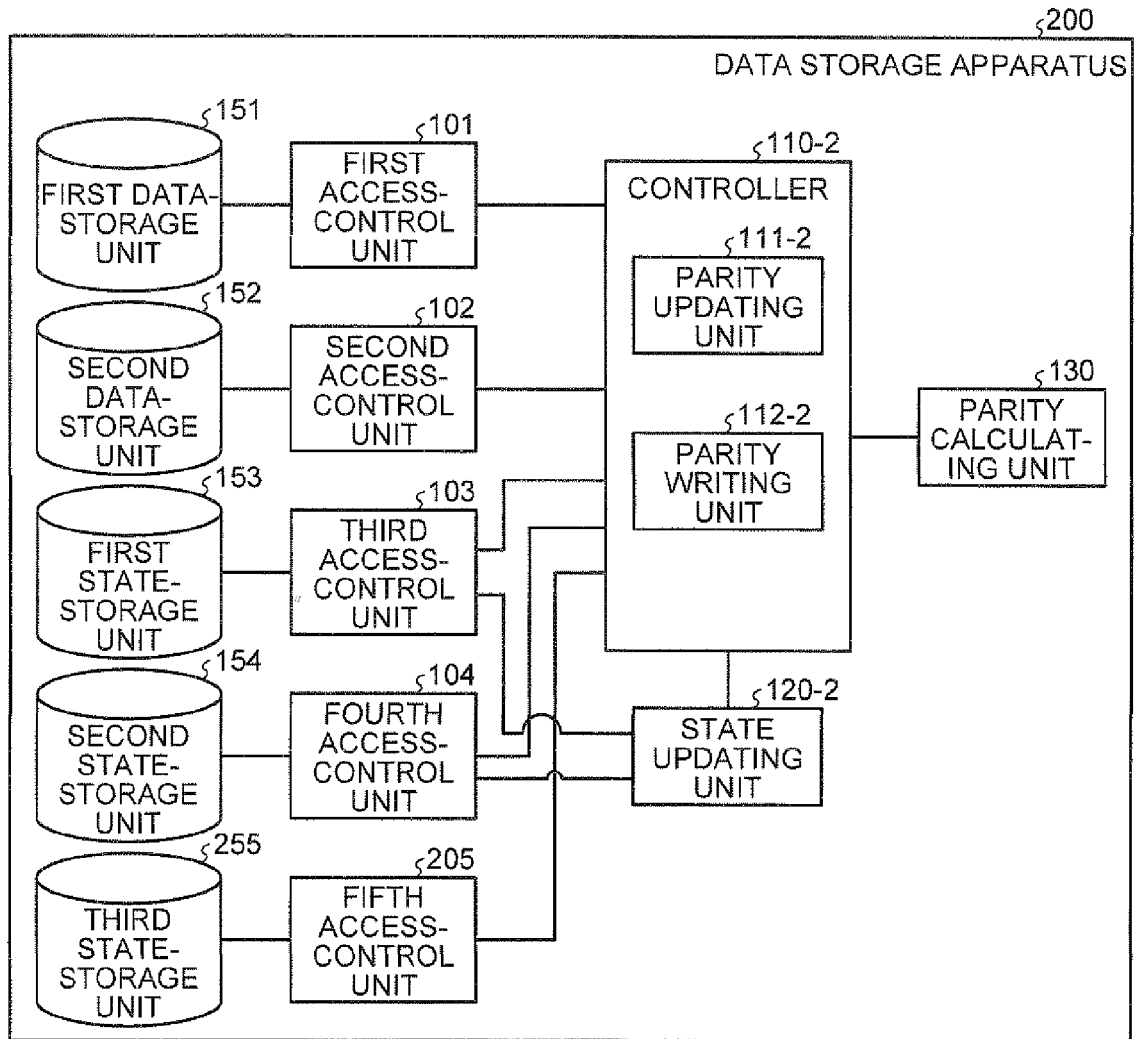 200
DATA STORAGE APPARATUS
151
FIRST DATA-
STORAGE
UNIT
101
FIRST
ACCESS-
CONTROL
UNIT
110-2
CONTROLLER
111-2
PARITY
UPDATING
UNIT
152
SECOND
DATA-
STORAGE
UNIT
102
SECOND
ACCESS-
CONTROL
UNIT
112-2
PARITY
WRITING
UNIT
130
PARITY
CALCULAT-
ING UNIT
153
FIRST
STATE-
STORAGE
UNIT
103
THIRD
ACCESS-
CONTROL
UNIT
154
SECOND
STATE-
STORAGE
UNIT
104
FOURTH
ACCESS-
CONTROL
UNIT
120-2
STATE
UPDATING
UNIT
255
THIRD
STATE-
STORAGE
UNIT
205
FIFTH
ACCESS-
CONTROL
UNIT